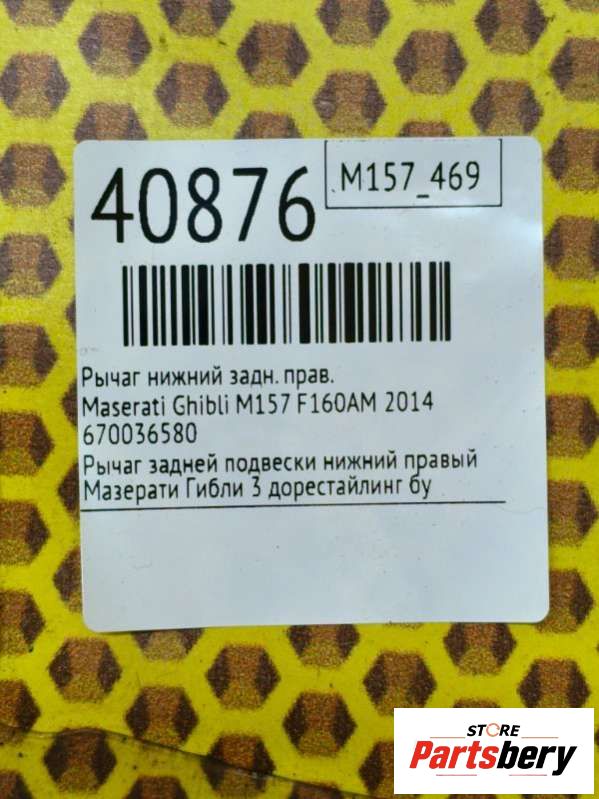 40876
M157_469
Рычаг нижний задн. прав.
Maserati Ghibli M157 F160AM 2014
670036580
Рычаг задней подвески нижний правый
Мазерати Гибли 3 дорестайлинг бу
STORE
Partsbery